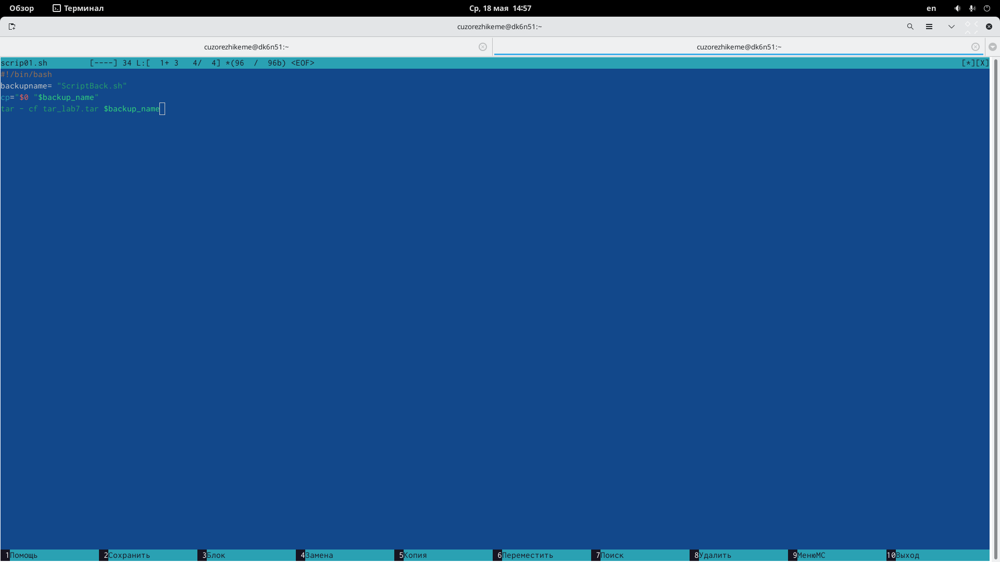 Обзор Терминал Ср, 18 мая 14:57 en
cuzorezhikeme@dk6n51:~
cuzorezhikeme@dk6n51:~ cuzorezhikeme@dk6n51:~
scrip01.sh [----] 34 L:[ 1+ 3 4/ 4] *(96 / 96b) <EOF> [*][X]
#!/bin/bash
backupname= "ScriptBack.sh"
cp="$0 "$backup_name"
tar - cf tar_lab7.tar $backup_name
1Помощь 2Сохранить 3Блок 4Замена 5Копия 6Переместить 7Поиск 8Удалить 9МенюMC 10Выход